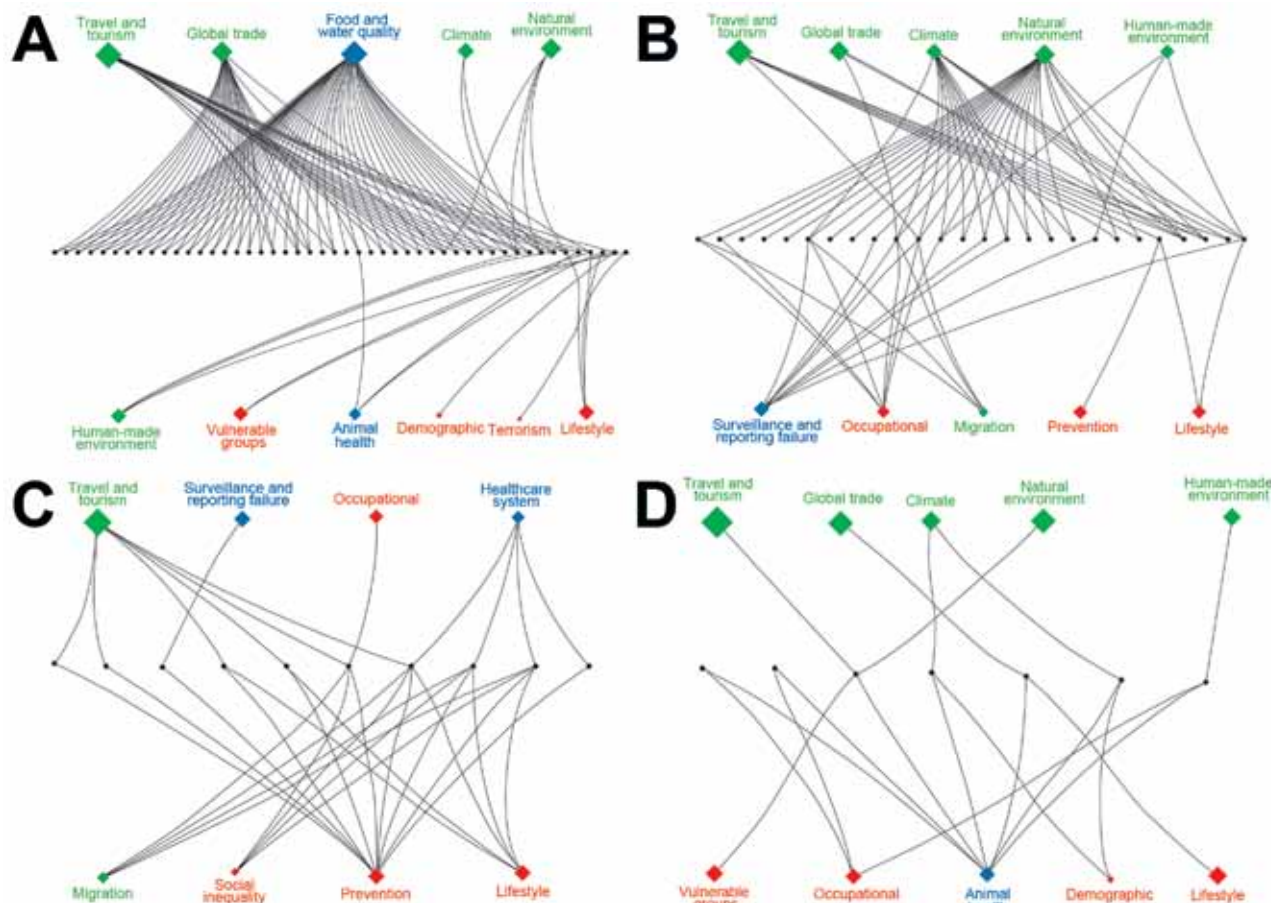 A
Travel and
tourism
Global trade
Food and
water quality
Climate
Natural
environment
Human-made
environment
Vulnerable
groups
Animal
health
Demographic
Terrorism
Lifestyle
B
Travel and
tourism
Global trade
Climate
Natural
environment
Human-made
environment
Surveillance and
reporting failure
Occupational
Migration
Prevention
Lifestyle
C
Travel and
tourism
Surveillance and
reporting failure
Occupational
Healthcare
system
Migration
Social
inequality
Prevention
Lifestyle
D
Travel and
tourism
Global trade
Climate
Natural
environment
Human-made
environment
Vulnerable
Occupational
Animal
Demographic
Lifestyle